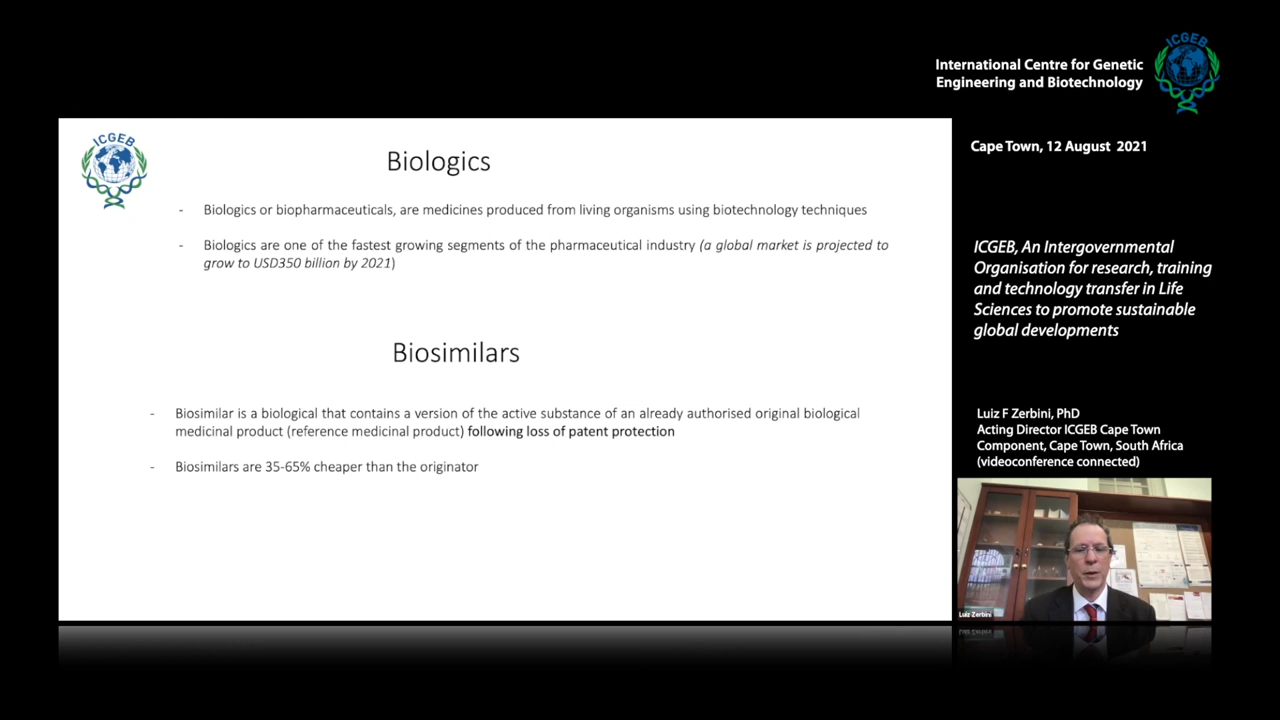 International Centre for Genetic
Engineering and Biotechnology
ICGEB
Cape Town, 12 August 2021
ICGEB
Biologics
- Biologics or biopharmaceuticals, are medicines produced from living organisms using biotechnology techniques
- Biologics are one of the fastest growing segments of the pharmaceutical industry (a global market is projected to
grow to USD350 billion by 2021)
Biosimilars
- Biosimilar is a biological that contains a version of the active substance of an already authorised original biological
medicinal product (reference medicinal product) following loss of patent protection
- Biosimilars are 35-65% cheaper than the originator
ICGEB, An Intergovernmental
Organisation for research, training
and technology transfer in Life
Sciences to promote sustainable
global developments
Luiz F Zerbini, PhD
Acting Director ICGEB Cape Town
Component, Cape Town, South Africa
(videoconference connected)
Luiz Zerbini